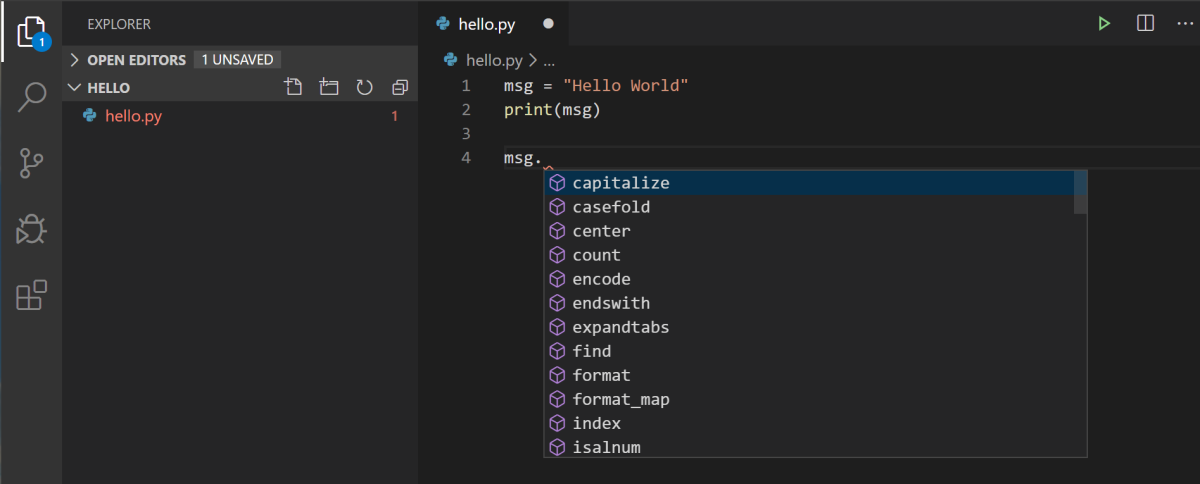 EXPLORER
OPEN EDITORS 1 UNSAVED
HELLO
hello.py 1
1
hello.py
hello.py > ...
1 msg = "Hello World"
2 print(msg)
3
4 msg.
capitalize
casefold
center
count
encode
endswith
expandtabs
find
format
format_map
index
isalnum